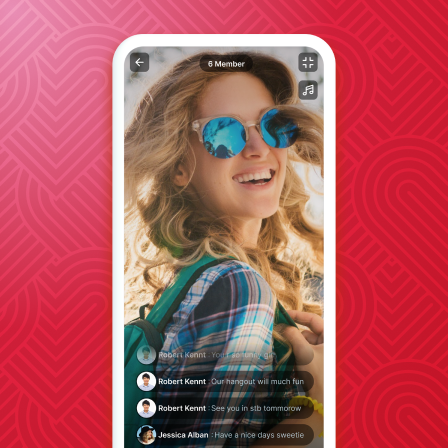 6 Member
Robert Kennt
Robert Kennt : Our hangout will much fun
Robert Kennt : See you in stb tommorow
Jessica Alban : Have a nice days sweetie